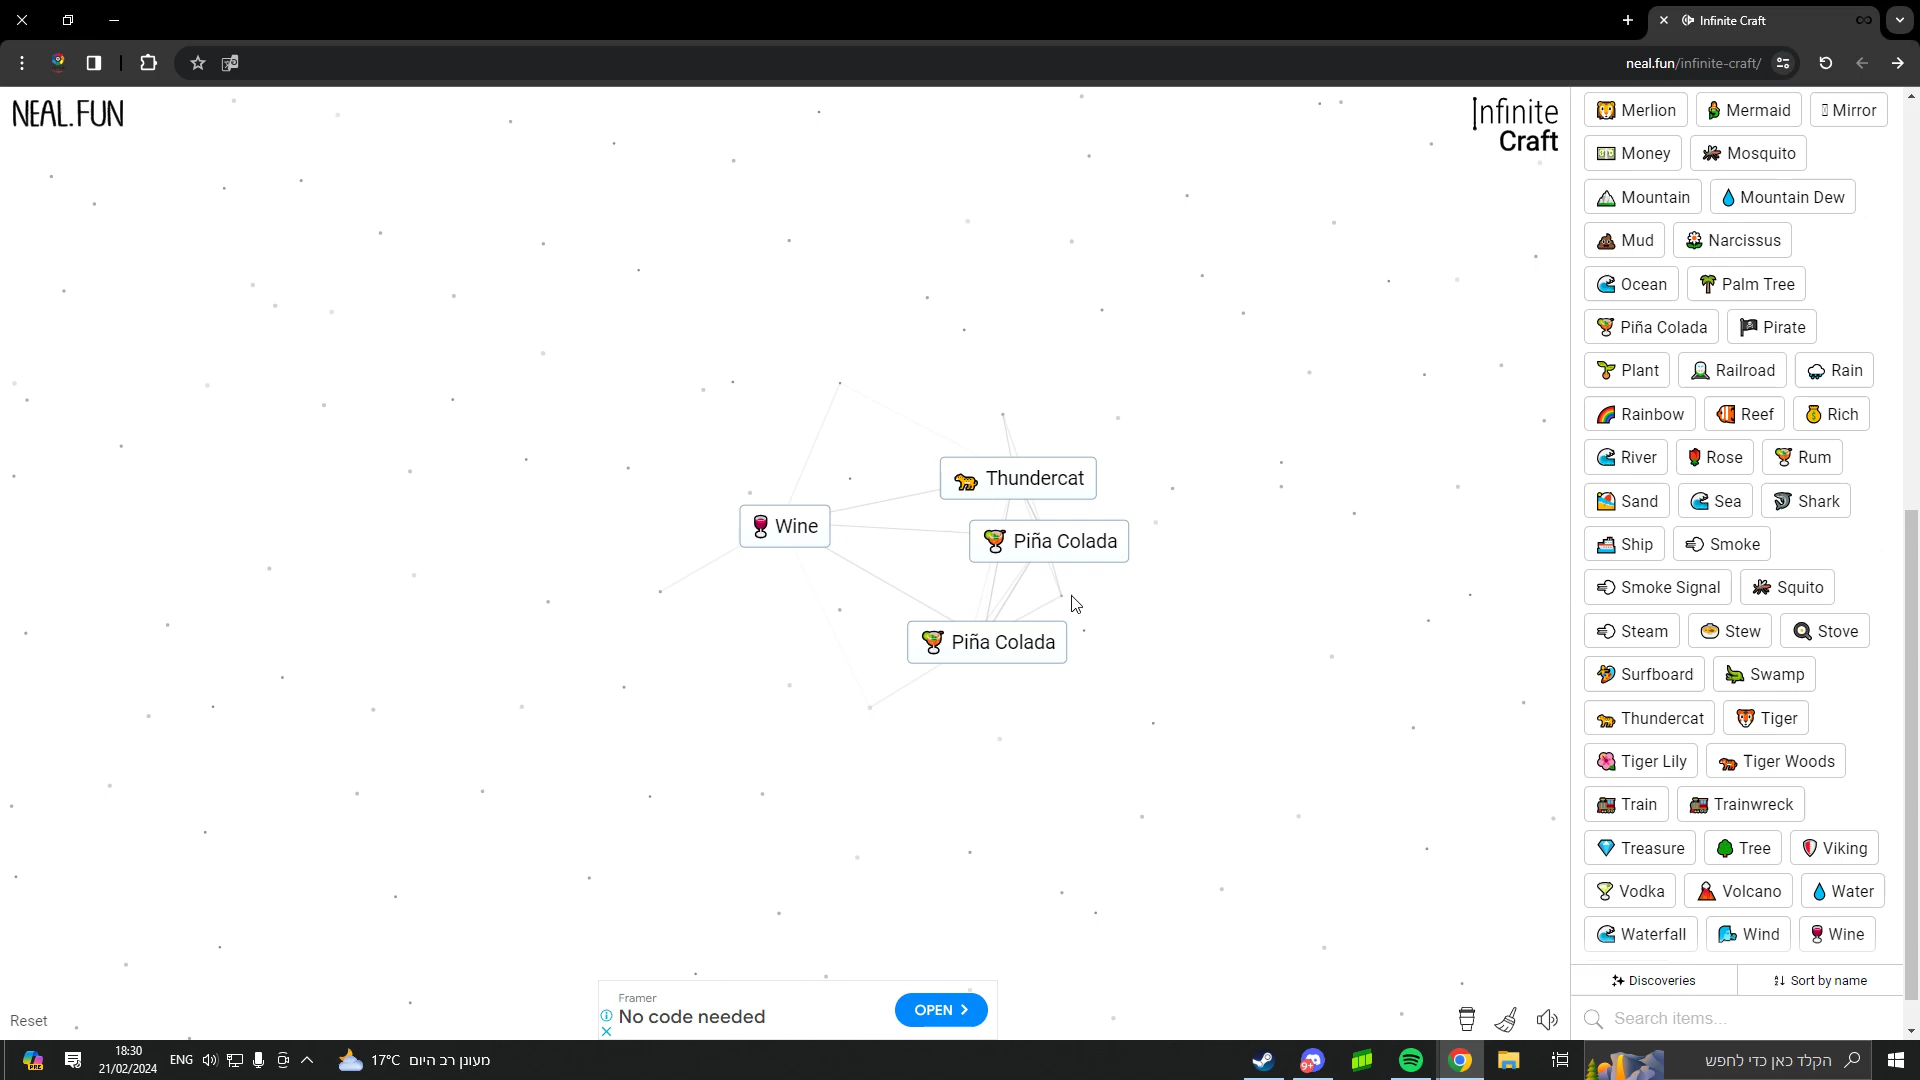 Infinite Craft
neal.fun/infinite-craft/
NEAL.FUN
Infinite
Craft
Thundercat
Wine
Piña Colada
Piña Colada
Merlion Mermaid Mirror
Money Mosquito
Mountain Mountain Dew
Mud Narcissus
Ocean Palm Tree
Piña Colada Pirate
Plant Railroad Rain
Rainbow Reef Rich
River Rose Rum
Sand Sea Shark
Ship Smoke
Smoke Signal Squito
Steam Stew Stove
Surfboard Swamp
Thundercat Tiger
Tiger Lily Tiger Woods
Train Trainwreck
Treasure Tree Viking
Vodka Volcano Water
Waterfall Wind Wine
Discoveries Sort by name
Search items...
Framer
No code needed
OPEN
Reset
18:30
21/02/2024
ENG
17°C מעונן רב היום
9+
הקלד כאן כדי לחפש